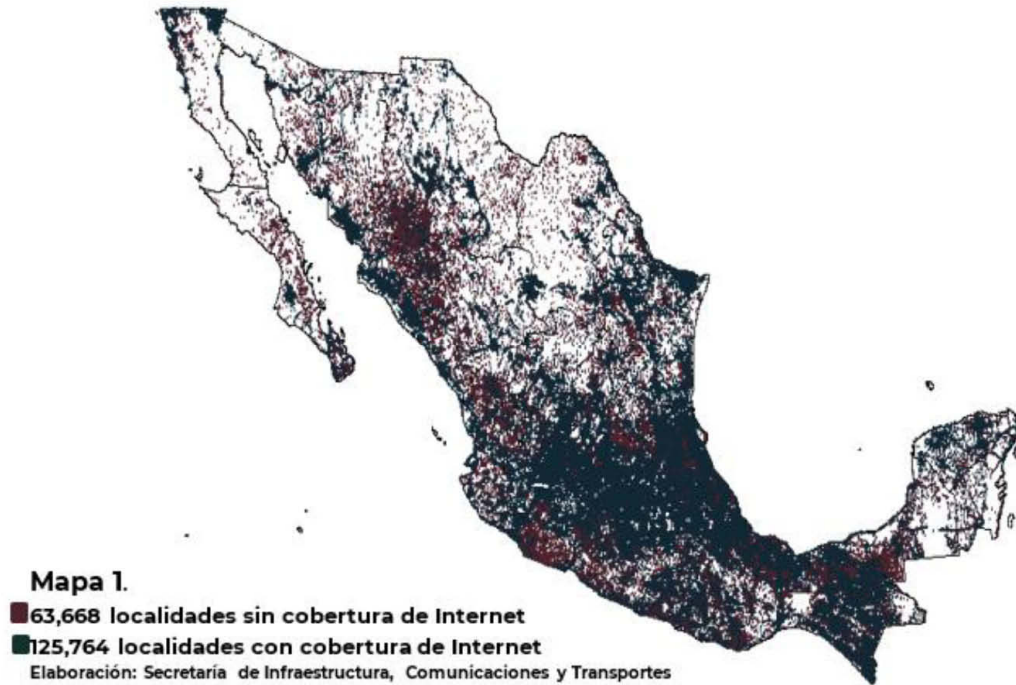 Mapa 1.
63,668 localidades sin cobertura de Internet
125,764 localidades con cobertura de Internet
Elaboración: Secretaría de Infraestructura, Comunicaciones y Transportes